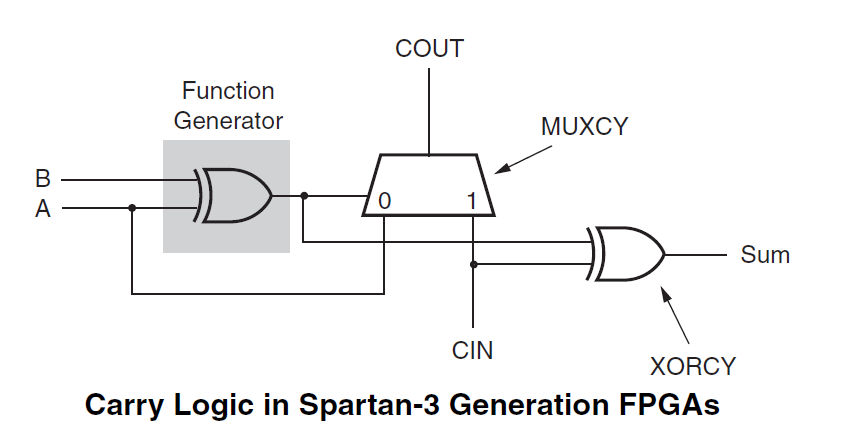 COUT
Function
Generator
MUXCY
B
A
0
1
Sum
CIN
XORCY
Carry Logic in Spartan-3 Generation FPGAs